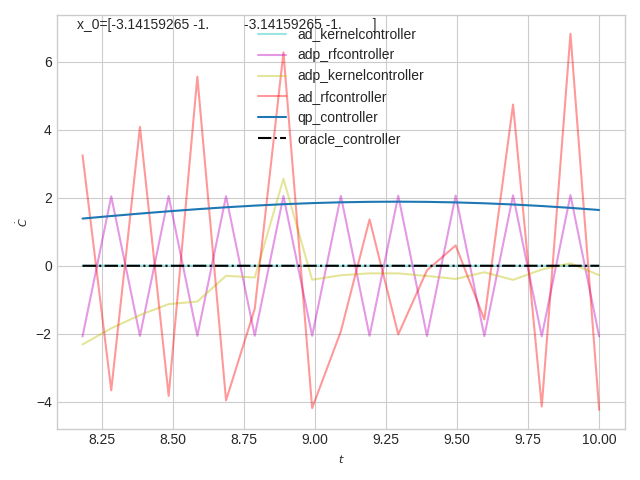 x_0=[-3.14159265 -1. -3.14159265 -1. ]
ad_kernelcontroller
adp_rfcontroller
adp_kernelcontroller
ad_rfcontroller
qp_controller
oracle_controller
6
4
2
0
−2
−4
Ċ
8.25 8.50 8.75 9.00 9.25 9.50 9.75 10.00
t